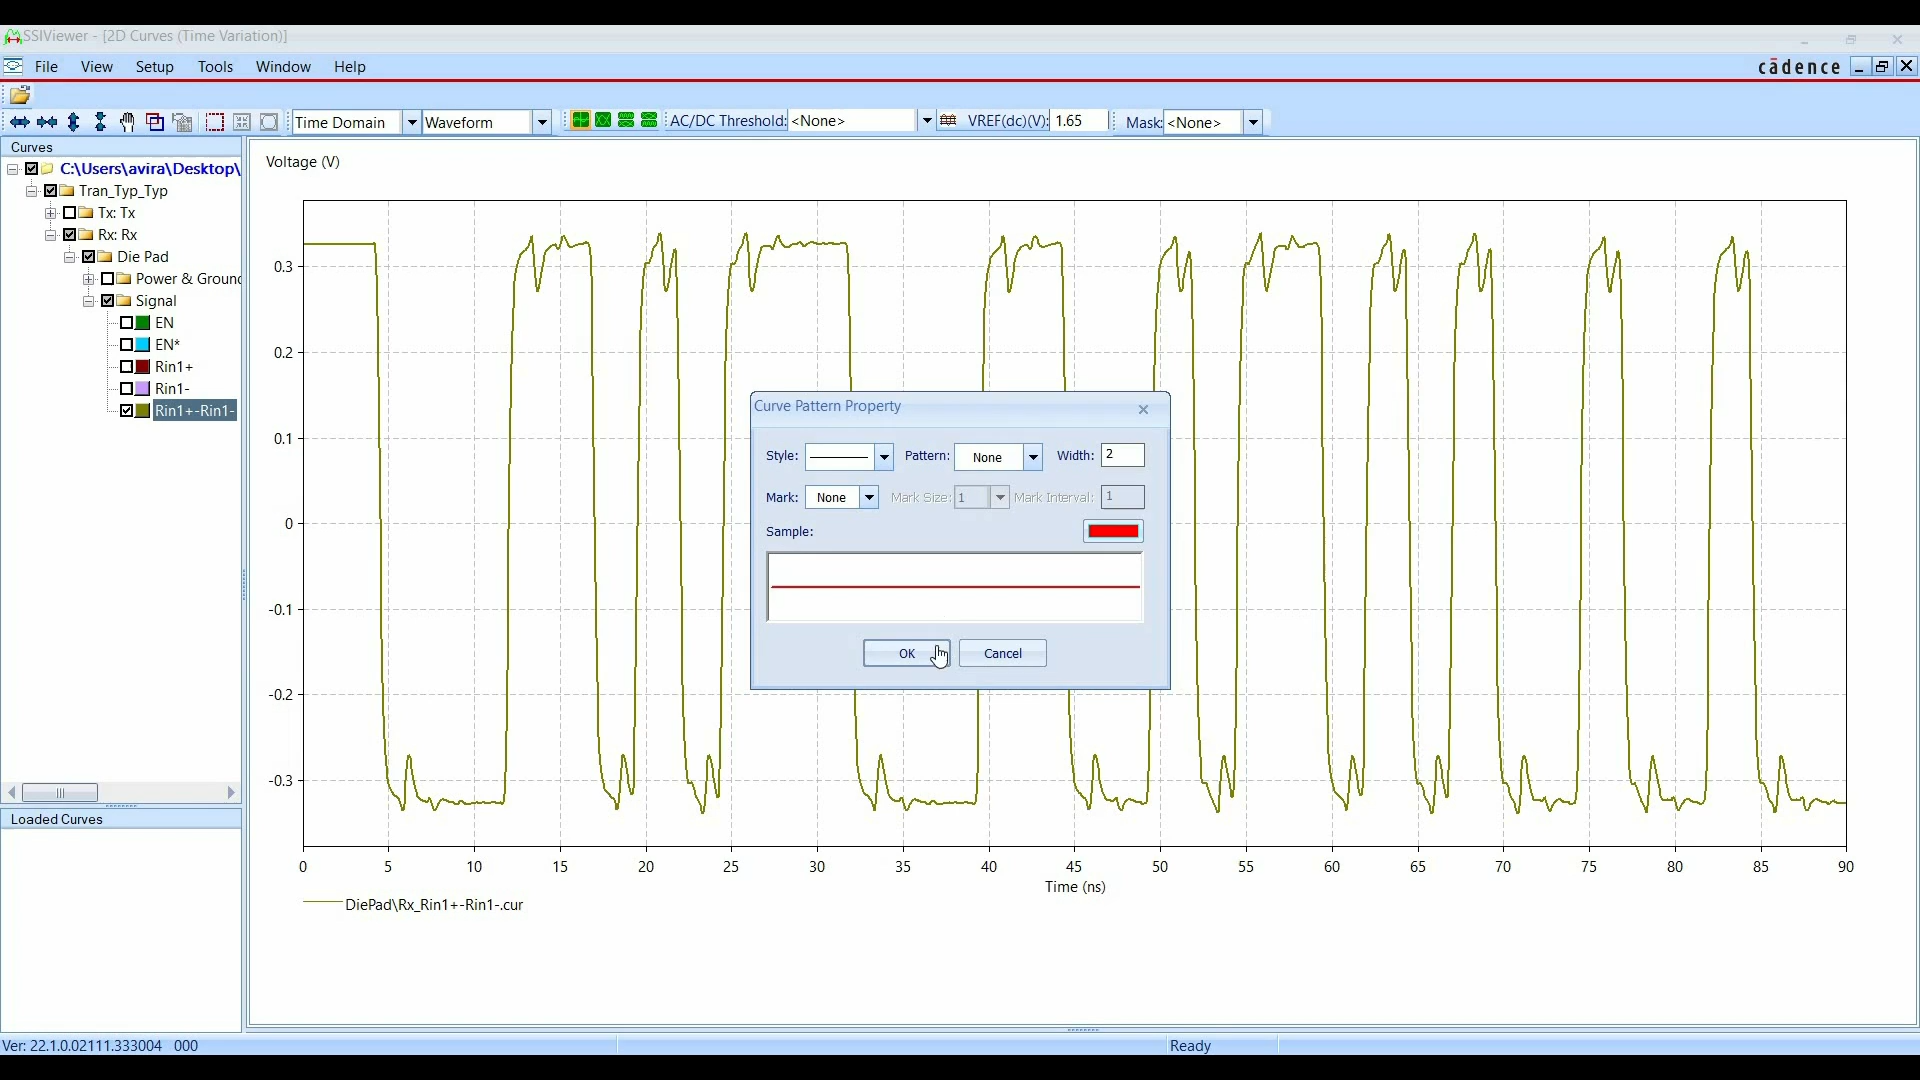 SSIViewer - [2D Curves (Time Variation)]
File View Setup Tools Window Help
cādence
Time Domain Waveform AC/DC Threshold: <None> VREF(dc)(V): 1.65 Mask: <None>
Curves
C:\Users\avira\Desktop\
Tran_Typ_Typ
Tx: Tx
Rx: Rx
Die Pad
Power & Ground
Signal
EN
EN*
Rin1+
Rin1-
Rin1+-Rin1-
Loaded Curves
Voltage (V)
0.3
0.2
0.1
0
-0.1
-0.2
-0.3
0 5 10 15 20 25 30 35 40 45 50 55 60 65 70 75 80 85 90
Time (ns)
DiePad\Rx_Rin1+-Rin1-.cur
Curve Pattern Property
Style: Pattern: None Width: 2
Mark: None Mark Size: 1 Mark Interval: 1
Sample:
OK Cancel
Ver: 22.1.0.02111.333004 000
Ready